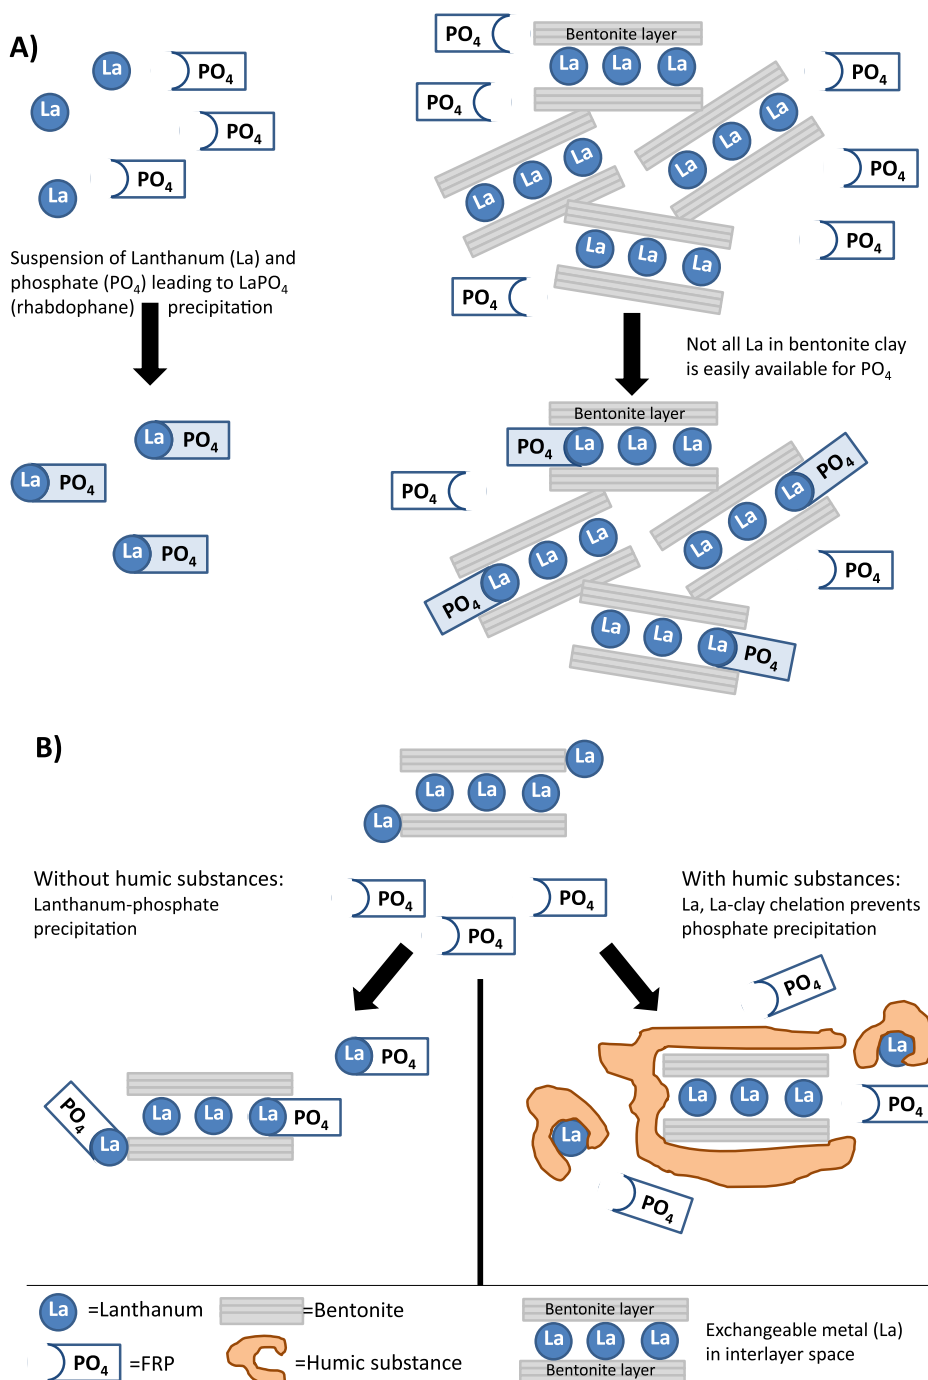 A)
La
PO4
La
PO4
La
PO4
Suspension of Lanthanum (La) and
phosphate (PO4) leading to LaPO4
(rhabdophane) precipitation
La PO4
La PO4
La PO4
PO4
Bentonite layer
La La La
PO4
PO4
La La La
La La La
PO4
La La La
PO4
PO4
Not all La in bentonite clay
is easily available for PO4
Bentonite layer
PO4 La La La
PO4
La La La PO4
PO4 La La La
PO4
La La La PO4
B)
La
La La La
La
Without humic substances:
Lanthanum-phosphate
precipitation
PO4
PO4
PO4
With humic substances:
La, La-clay chelation prevents
phosphate precipitation
La PO4
PO4
La La La PO4
La
PO4
La
La La La
PO4
La
PO4
La =Lanthanum
=Bentonite
PO4 =FRP
=Humic substance
Bentonite layer
La La La
Bentonite layer
Exchangeable metal (La)
in interlayer space